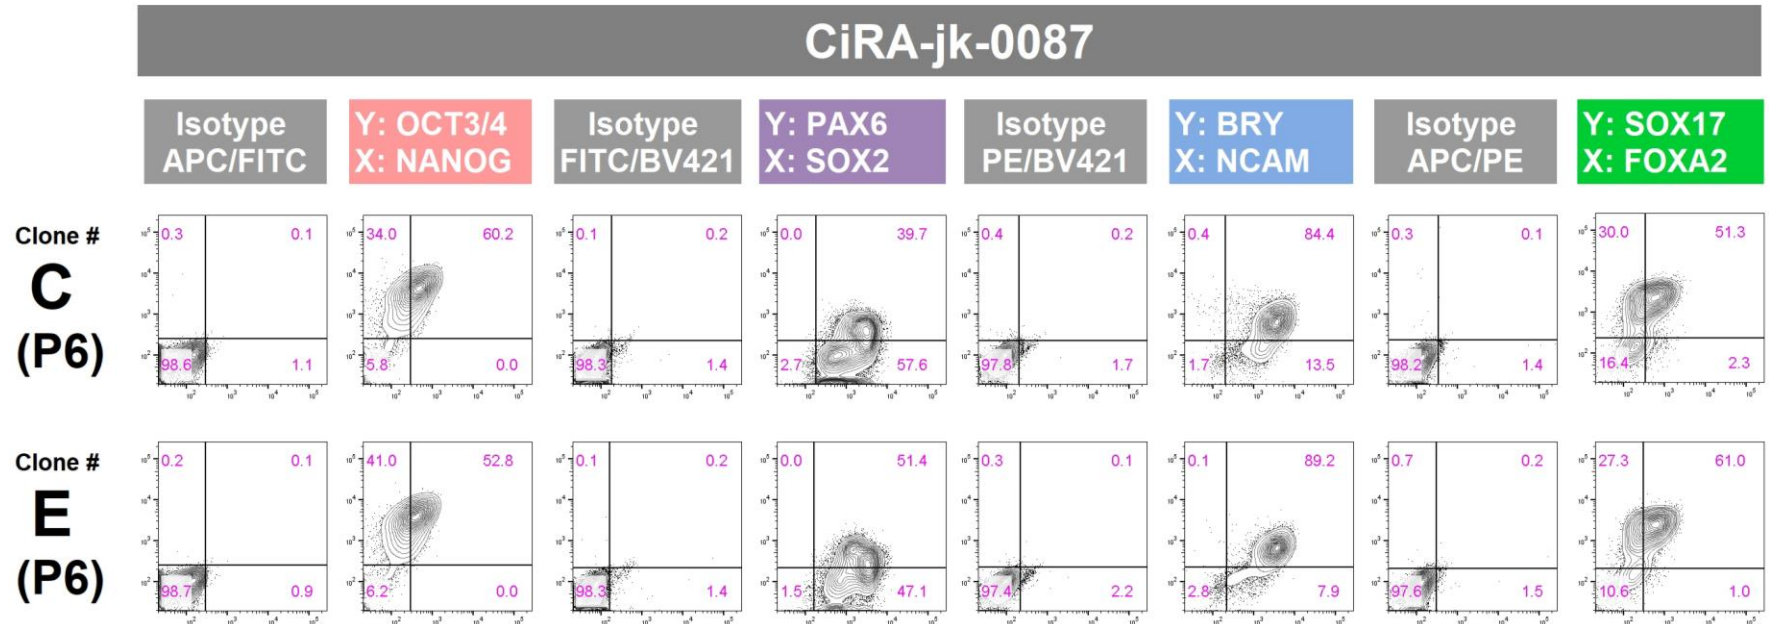 CiRA-jk-0087
Isotype APC/FITC
Y: OCT3/4 X: NANOG
Isotype FITC/BV421
Y: PAX6 X: SOX2
Isotype PE/BV421
Y: BRY X: NCAM
Isotype APC/PE
Y: SOX17 X: FOXA2
Clone #
C
(P6)
0.3 0.1
98.6 1.1
34.0 60.2
5.8 0.0
0.1 0.2
98.3 1.4
0.0 39.7
2.7 57.6
0.4 0.2
97.8 1.7
0.4 84.4
1.7 13.5
0.3 0.1
98.2 1.4
30.0 51.3
16.4 2.3
Clone #
E
(P6)
0.2 0.1
98.7 0.9
41.0 52.8
6.2 0.0
0.1 0.2
98.3 1.4
0.0 51.4
1.5 47.1
0.3 0.1
97.4 2.2
0.1 89.2
2.8 7.9
0.7 0.2
97.6 1.5
27.3 61.0
10.6 1.0